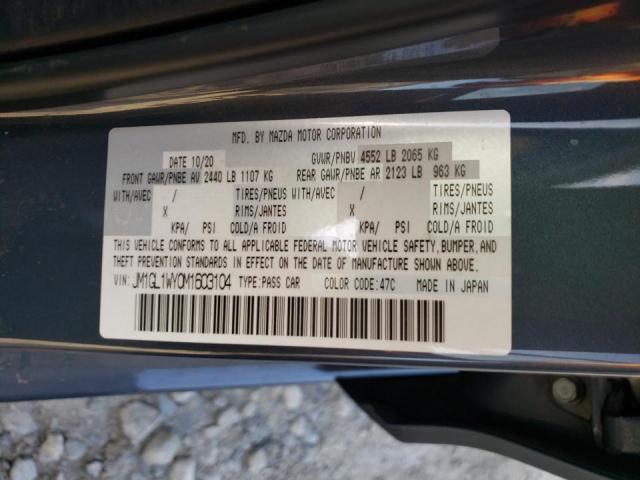 MFD. BY MAZDA MOTOR CORPORATION
DATE 10/20 GVWR/PNBV 4552 LB 2065 KG
FRONT GAWR/PNBE AV 2440 LB 1107 KG REAR GAWR/PNBE AR 2123 LB 963 KG
WITH/AVEC / TIRES/PNEUS WITH/AVEC / TIRES/PNEUS
X RIMS/JANTES X RIMS/JANTES
KPA/ PSI COLD/A FROID KPA/ PSI COLD/A FROID
THIS VEHICLE CONFORMS TO ALL APPLICABLE FEDERAL MOTOR VEHICLE SAFETY, BUMPER, AND
THEFT PREVENTION STANDARDS IN EFFECT ON THE DATE OF MANUFACTURE SHOWN ABOVE.
VIN: JM1GL1WY0M1603104 TYPE:PASS CAR COLOR CODE:47C MADE IN JAPAN